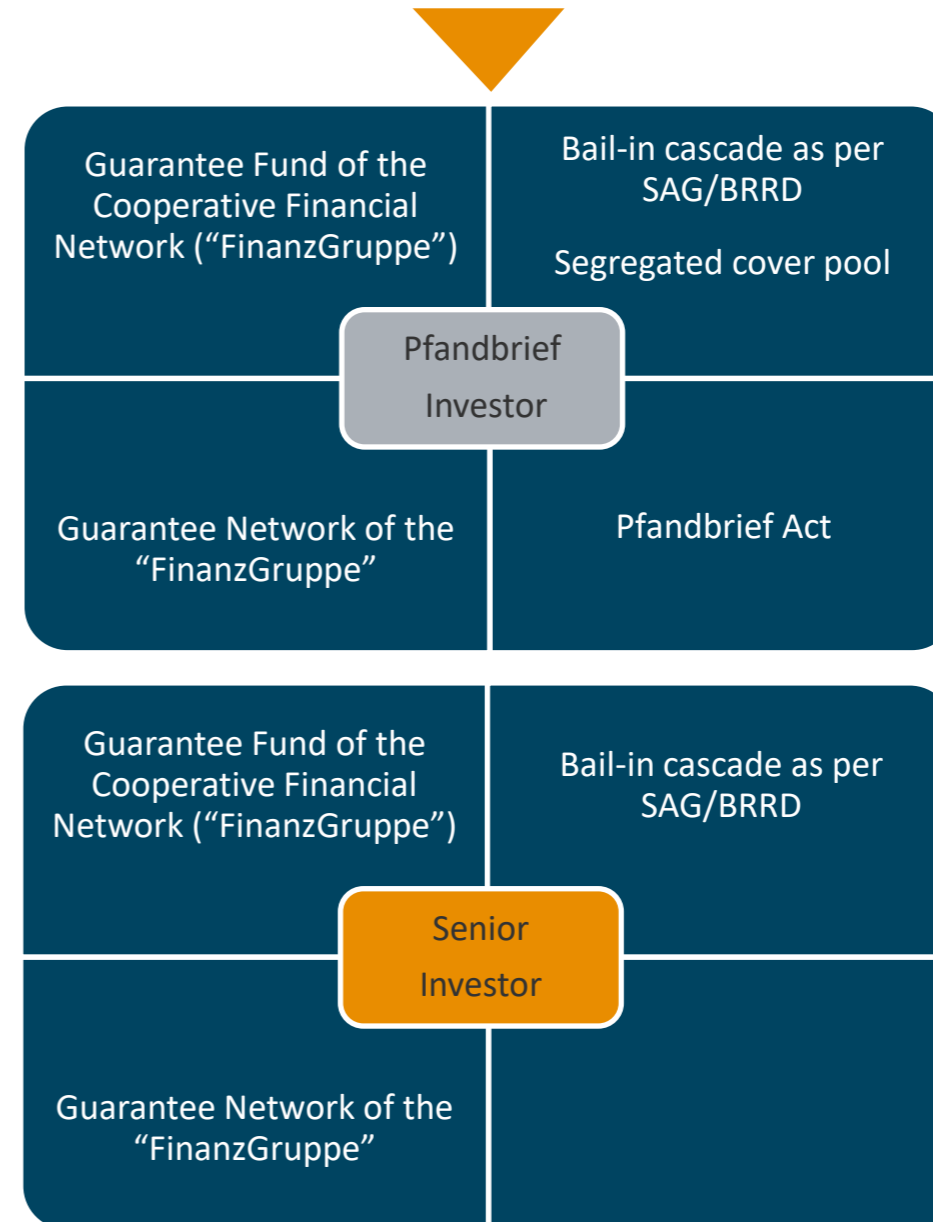 Guarantee Fund of the
Cooperative Financial
Network (“FinanzGruppe”)
Bail-in cascade as per
SAG/BRRD
Segregated cover pool
Pfandbrief
Investor
Guarantee Network of the
“FinanzGruppe”
Pfandbrief Act
Guarantee Fund of the
Cooperative Financial
Network (“FinanzGruppe”)
Bail-in cascade as per
SAG/BRRD
Senior
Investor
Guarantee Network of the
“FinanzGruppe”